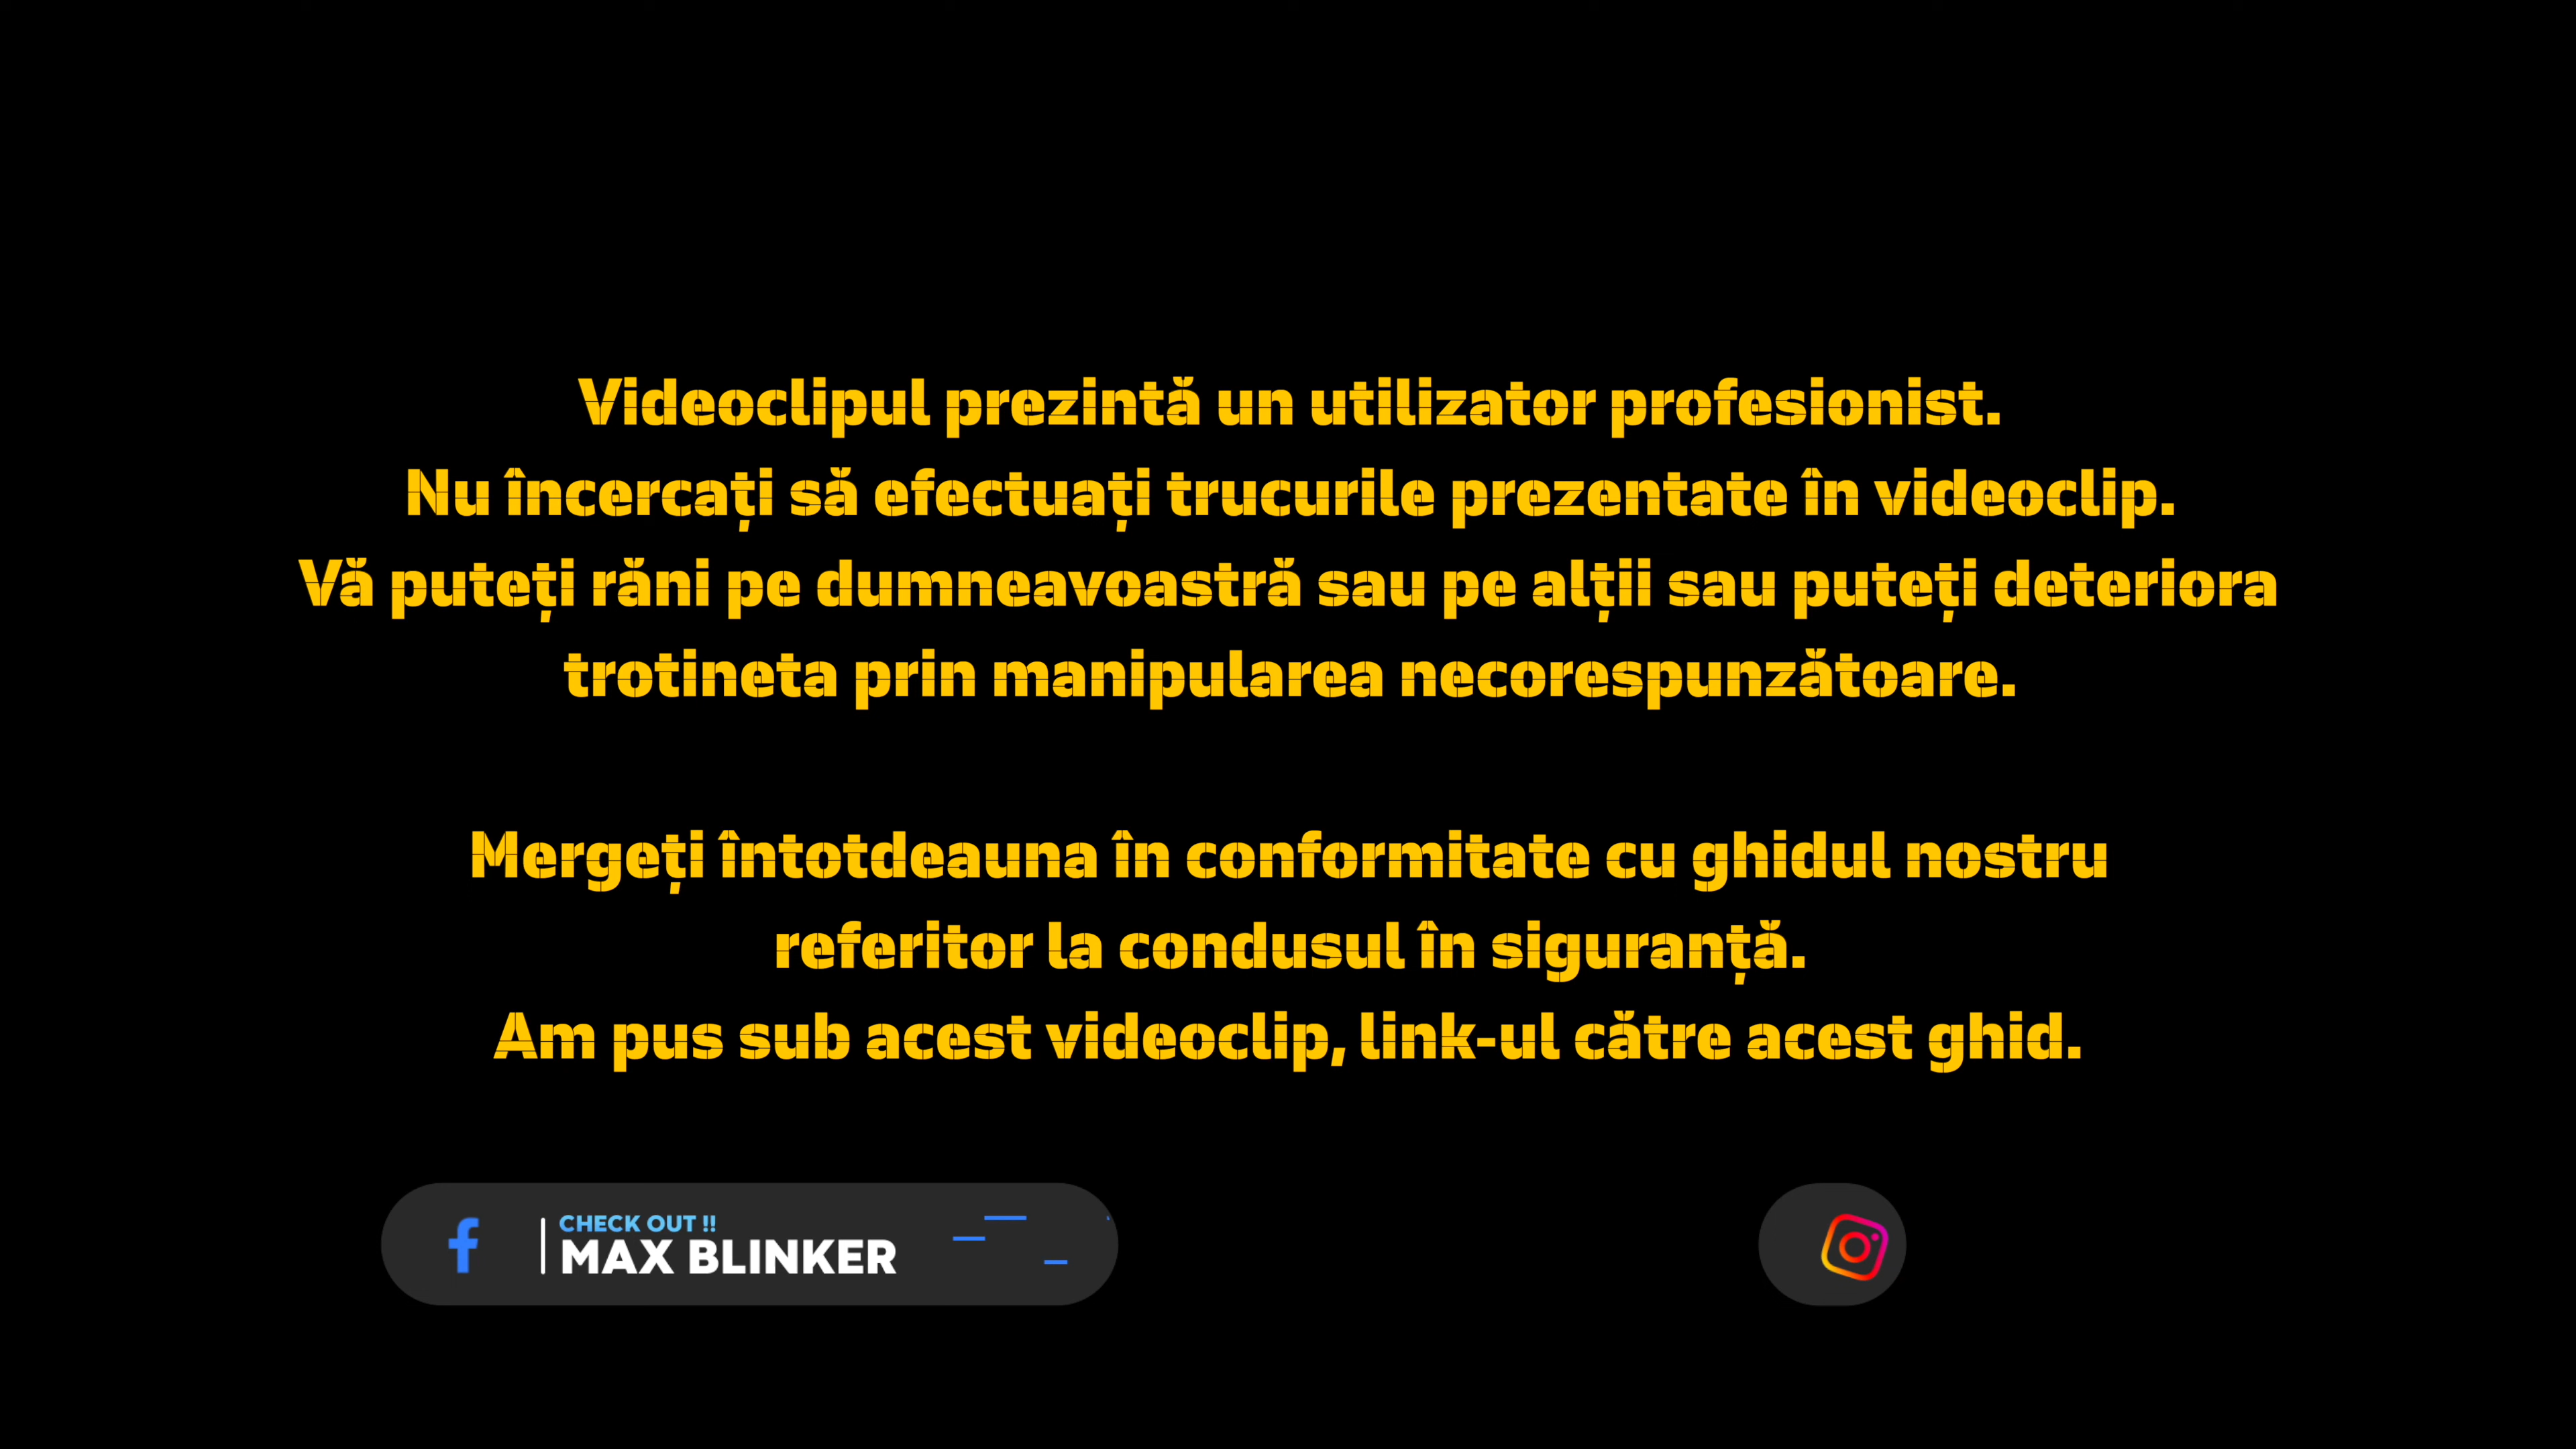 Videoclipul prezintă un utilizator profesionist.
Nu încercați să efectuați trucurile prezentate în videoclip.
Vă puteți răni pe dumneavoastră sau pe alții sau puteți deteriora
trotineta prin manipularea necorespunzătoare.
Mergeți întotdeauna în conformitate cu ghidul nostru
referitor la condusul în siguranță.
Am pus sub acest videoclip, link-ul către acest ghid.
CHECK OUT !!
MAX BLINKER